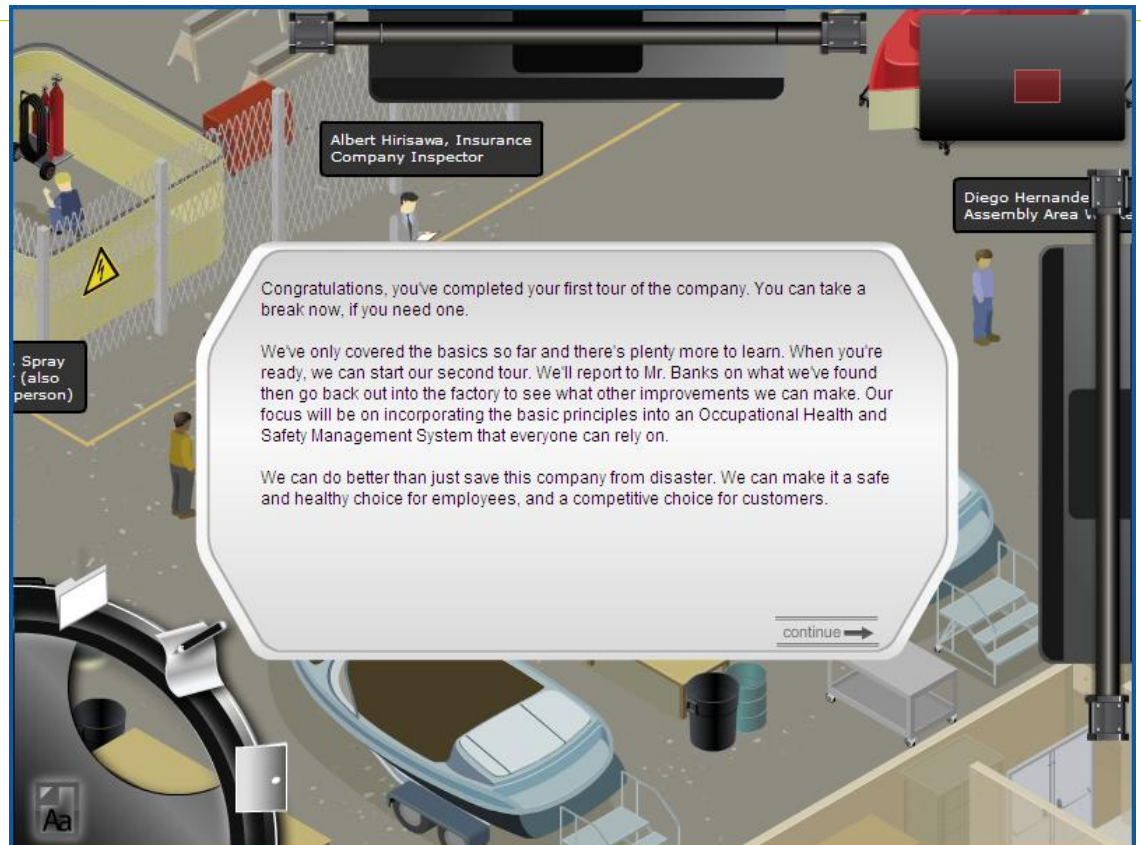 Albert Hirisawa, Insurance
Company Inspector
Diego Hernande
Assembly Area
Congratulations, you've completed your first tour of the company. You can take a
break now, if you need one.
We've only covered the basics so far and there's plenty more to learn. When you're
ready, we can start our second tour. We'll report to Mr. Banks on what we've found
then go back out into the factory to see what other improvements we can make. Our
focus will be on incorporating the basic principles into an Occupational Health and
Safety Management System that everyone can rely on.
We can do better than just save this company from disaster. We can make it a safe
and healthy choice for employees, and a competitive choice for customers.
Spray
(also
person)
continue
Aa